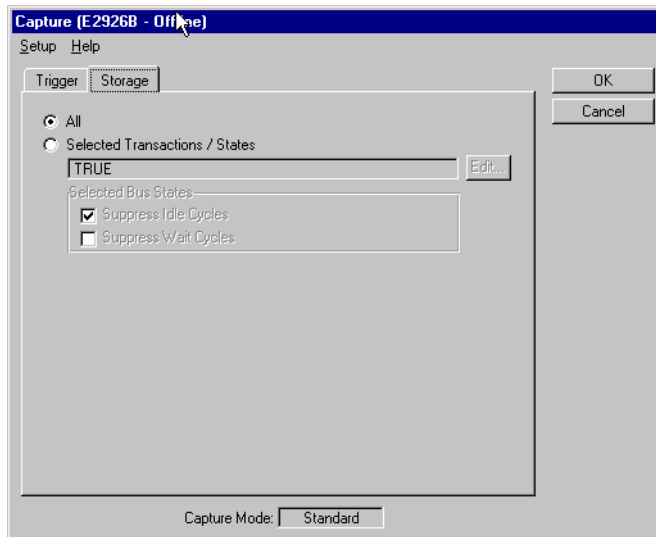 Capture (E2926B - Offline)
Setup Help
Trigger Storage
OK
Cancel
All
Selected Transactions / States
TRUE Edit...
Selected Bus States
Suppress Idle Cycles
Suppress Wait Cycles
Capture Mode: Standard